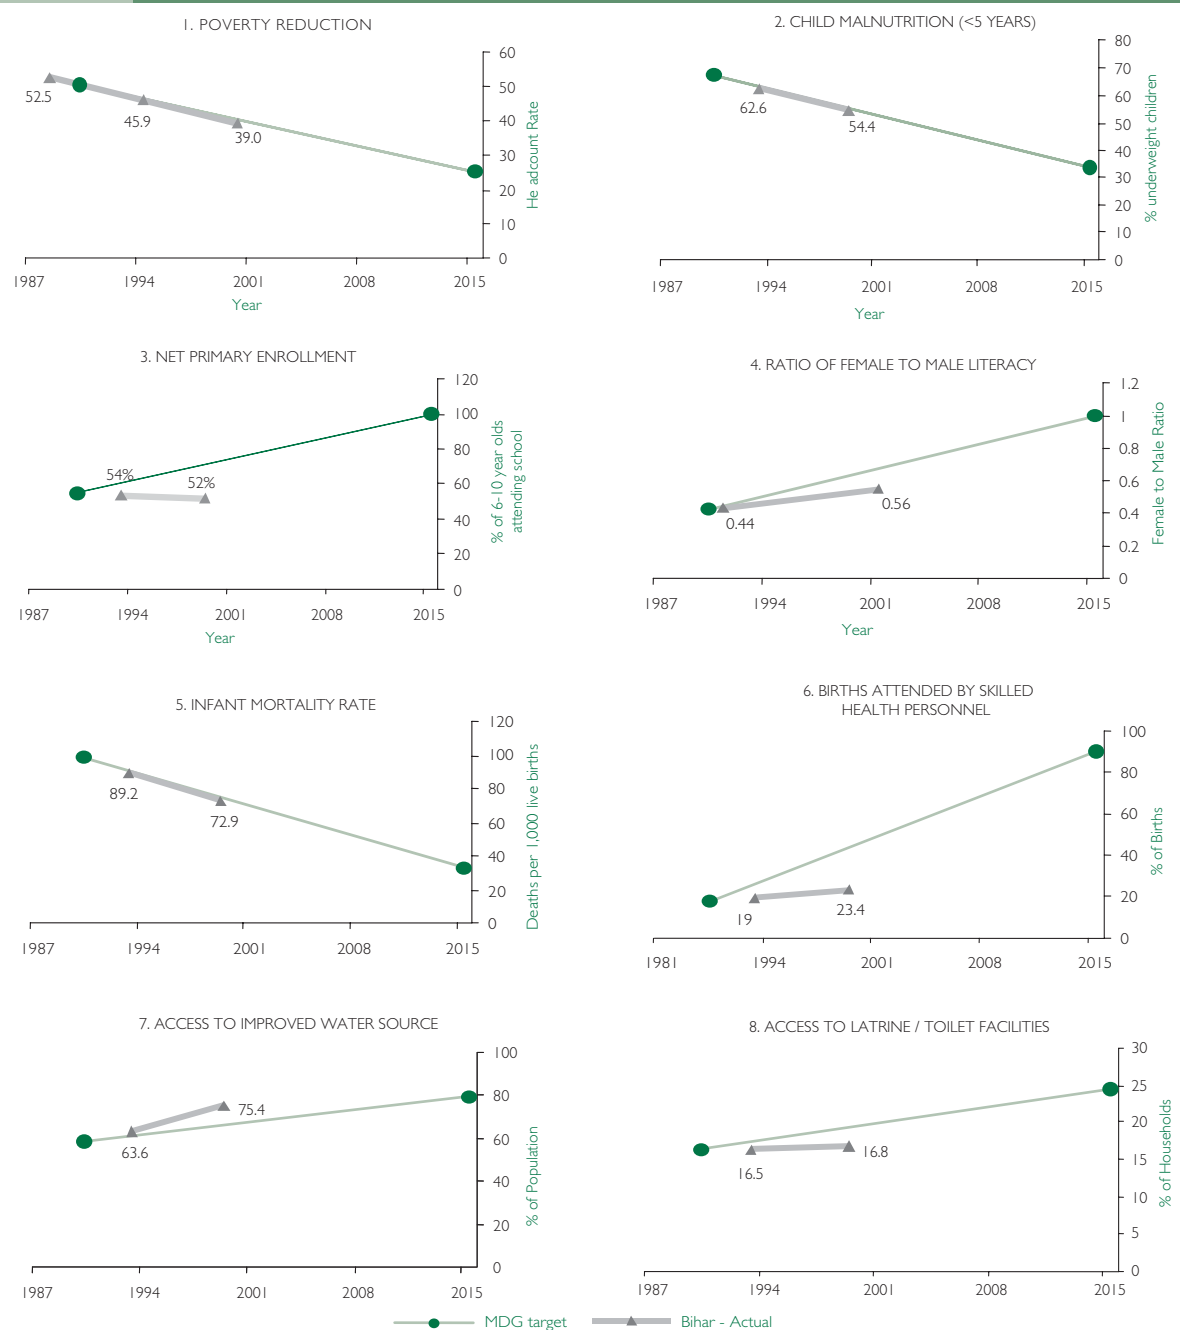 1. POVERTY REDUCTION
60
50
40
30
20
10
0
He adcount Rate
52.5
45.9
39.0
1987 1994 2001 2008 2015
Year
2. CHILD MALNUTRITION (<5 YEARS)
80
70
60
50
40
30
20
10
0
% underweight children
62.6
54.4
1987 1994 2001 2008 2015
Year
3. NET PRIMARY ENROLLMENT
120
100
80
60
40
20
0
% of 6-10 year olds
attending school
54%
52%
1987 1994 2001 2008 2015
Year
4. RATIO OF FEMALE TO MALE LITERACY
1.2
1
0.8
0.6
0.4
0.2
0
Female to Male Ratio
0.44
0.56
1987 1994 2001 2008 2015
Year
5. INFANT MORTALITY RATE
120
100
80
60
40
20
0
Deaths per 1,000 live births
89.2
72.9
1987 1994 2001 2008 2015
6. BIRTHS ATTENDED BY SKILLED
HEALTH PERSONNEL
100
80
60
40
20
0
% of Births
19
23.4
1981 1994 2001 2008 2015
7. ACCESS TO IMPROVED WATER SOURCE
100
80
60
40
20
0
% of Population
63.6
75.4
1987 1994 2001 2008 2015
8. ACCESS TO LATRINE / TOILET FACILITIES
30
25
20
15
10
5
0
% of Households
16.5
16.8
1987 1994 2001 2008 2015
MDG target Bihar - Actual